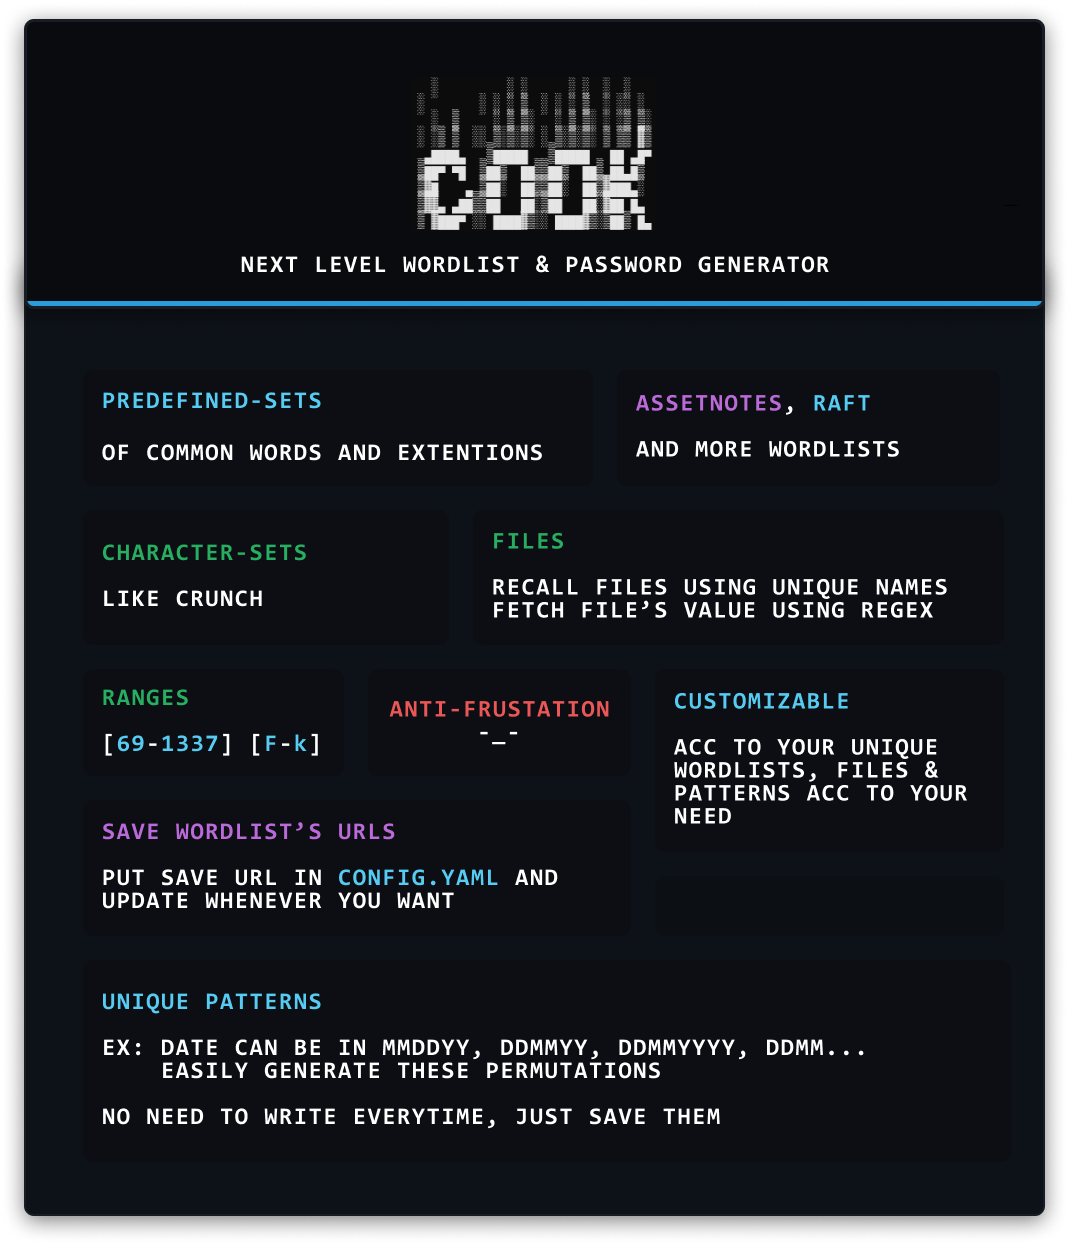 COOK
NEXT LEVEL WORDLIST & PASSWORD GENERATOR
PREDEFINED-SETS
OF COMMON WORDS AND EXTENTIONS
ASSETNOTES, RAFT
AND MORE WORDLISTS
CHARACTER-SETS
LIKE CRUNCH
FILES
RECALL FILES USING UNIQUE NAMES
FETCH FILE’S VALUE USING REGEX
RANGES
[69-1337] [F-k]
ANTI-FRUSTATION
-_-
CUSTOMIZABLE
ACC TO YOUR UNIQUE
WORDLISTS, FILES &
PATTERNS ACC TO YOUR
NEED
SAVE WORDLIST’S URLS
PUT SAVE URL IN CONFIG.YAML AND
UPDATE WHENEVER YOU WANT
UNIQUE PATTERNS
EX: DATE CAN BE IN MMDDYY, DDMMYY, DDMMYYYY, DDMM...
EASILY GENERATE THESE PERMUTATIONS
NO NEED TO WRITE EVERYTIME, JUST SAVE THEM